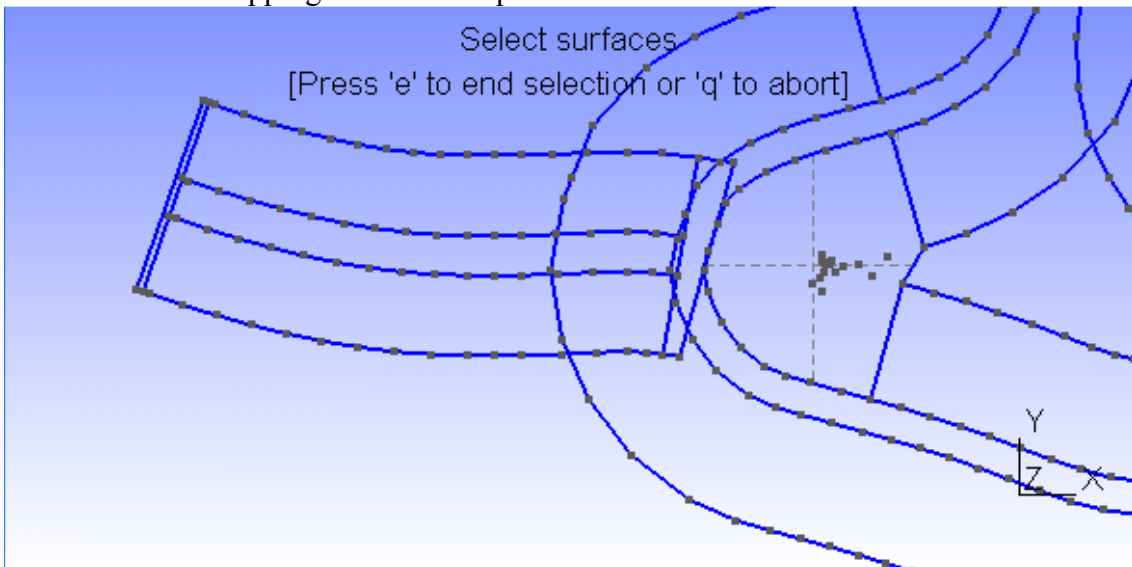 Select surfaces
[Press 'e' to end selection or 'q' to abort]
Y
Z X